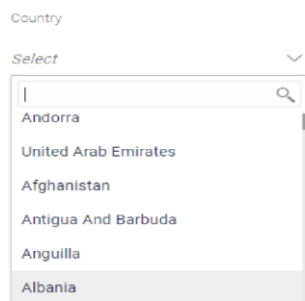 Country
Select
Andorra
United Arab Emirates
Afghanistan
Antigua And Barbuda
Anguilla
Albania